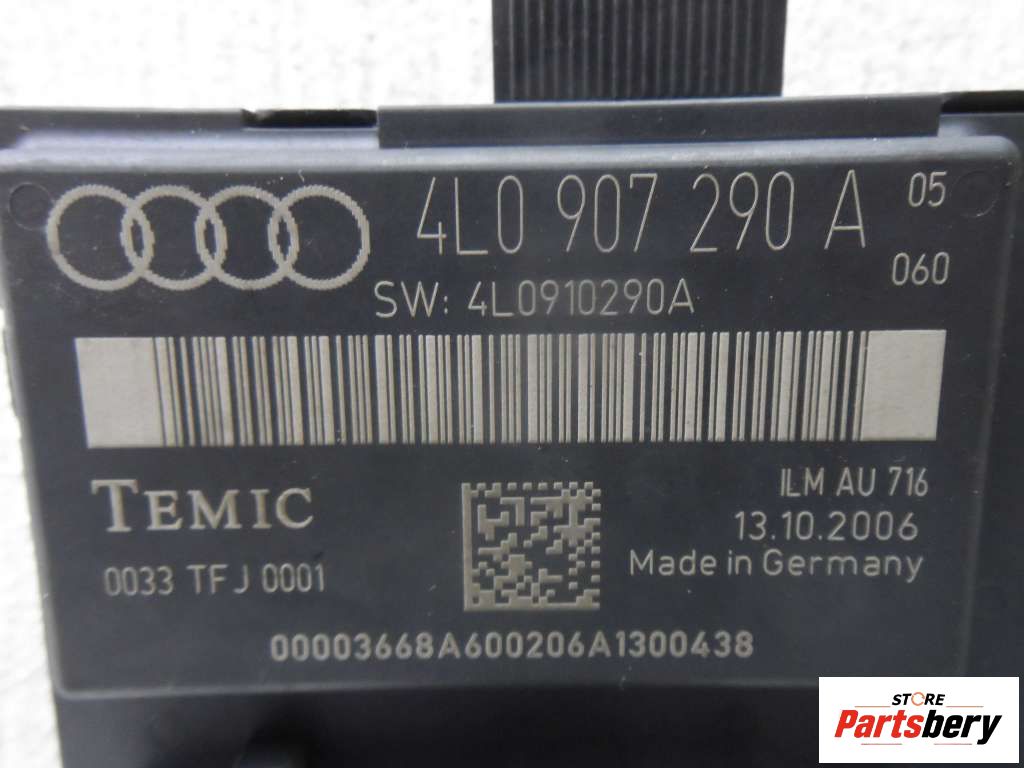 4L0 907 290 A 05
060
SW: 4L0910290A
TEMIC
ILM AU 716
13.10.2006
0033 TFJ 0001
Made in Germany
00003668A600206A1300438
STORE
Partsbery